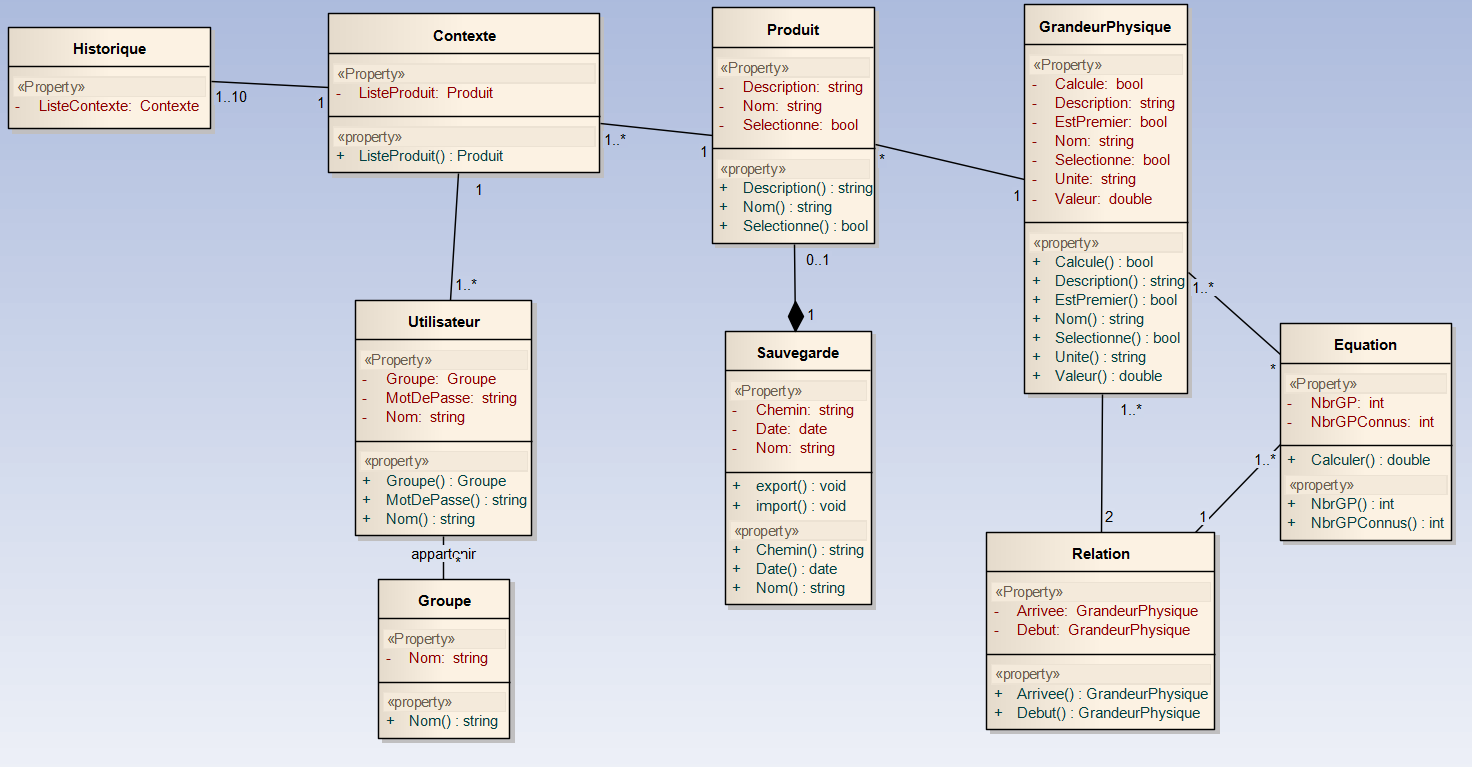 Historique
«Property»
- ListeContexte: Contexte
1..10
1
Contexte
«Property»
- ListeProduit: Produit
«property»
+ ListeProduit() : Produit
1..*
1
1
1..*
Produit
«Property»
- Description: string
- Nom: string
- Selectionne: bool
«property»
+ Description() : string
+ Nom() : string
+ Selectionne() : bool
*
1
0..1
1
GrandeurPhysique
«Property»
- Calcule: bool
- Description: string
- EstPremier: bool
- Nom: string
- Selectionne: bool
- Unite: string
- Valeur: double
«property»
+ Calcule() : bool
+ Description() : string
+ EstPremier() : bool
+ Nom() : string
+ Selectionne() : bool
+ Unite() : string
+ Valeur() : double
1..*
*
1..*
2
Utilisateur
«Property»
- Groupe: Groupe
- MotDePasse: string
- Nom: string
«property»
+ Groupe() : Groupe
+ MotDePasse() : string
+ Nom() : string
appartenir
*
Groupe
«Property»
- Nom: string
«property»
+ Nom() : string
Sauvegarde
«Property»
- Chemin: string
- Date: date
- Nom: string
+ export() : void
+ import() : void
«property»
+ Chemin() : string
+ Date() : date
+ Nom() : string
Equation
«Property»
- NbrGP: int
- NbrGPConnus: int
+ Calculer() : double
«property»
+ NbrGP() : int
+ NbrGPConnus() : int
1..*
1
Relation
«Property»
- Arrivee: GrandeurPhysique
- Debut: GrandeurPhysique
«property»
+ Arrivee() : GrandeurPhysique
+ Debut() : GrandeurPhysique